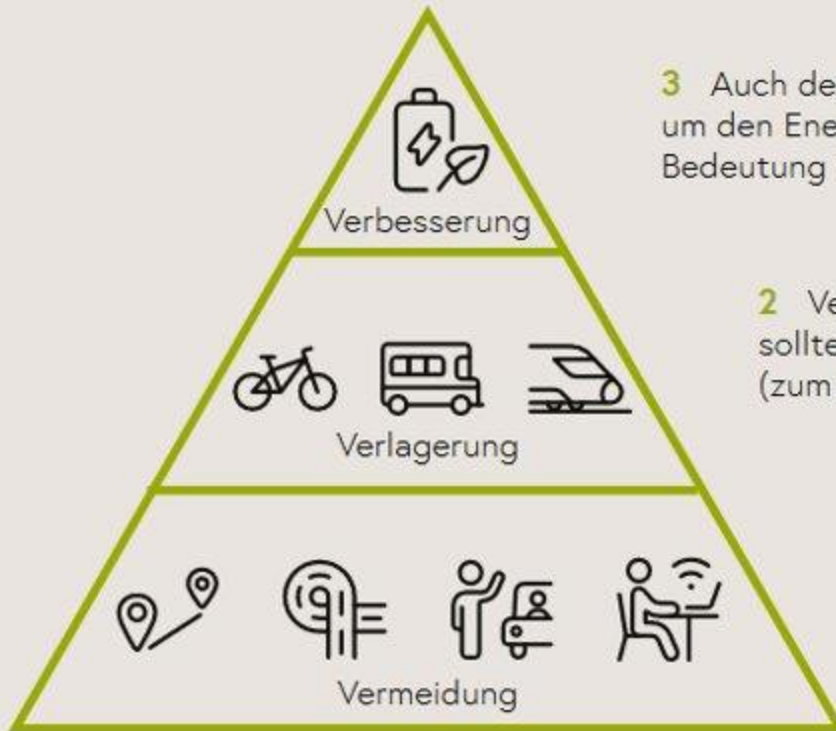 3 Auch de
um den Ene
Bedeutung
Verbesserung
2 Ve
sollte
(zum
Verlagerung
Vermeidung